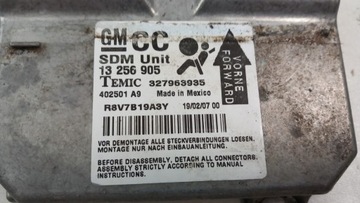 GM CC
SDM Unit
13 256 905
TEMIC 327963935
402501 A9 Made in Mexico
R8V7B19A3Y 19/02/07 00
VORNE
FORWARD
VOR DEMONTAGE ALLE STECKVERBINDUNGEN LOESEN.
MONTAGE NUR NACH EINBAUANLEITUNG.
BEFORE DISASSEMBLY, DETACH ALL CONNECTORS.
ASSEMBLY STRICTLY ACCORDING TO MANUAL
INSTRUCTIONS.